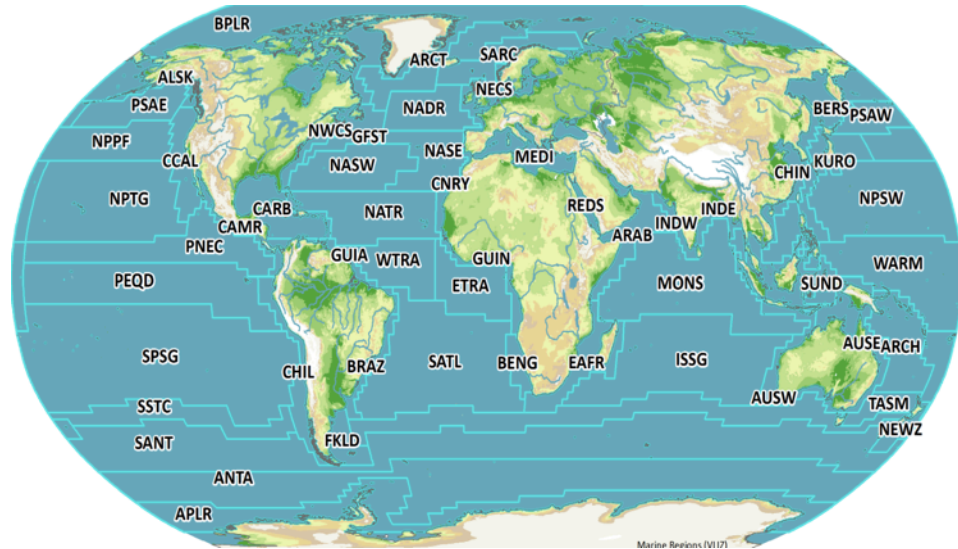 BPLR
ARCT
SARC
ALSK
NECS
PSAE
NADR
BERS
PSAW
NPPF
NWCS
GFST
CCAL
NASW
NASE
MEDI
CHIN
KURO
NPTG
CNRY
CARB
NATR
REDS
INDW
INDE
NPSW
CAMR
PNEC
ARAB
GUIA
WTRA
GUIN
WARM
PEQD
ETRA
MONS
SUND
SPSG
CHIL
BRAZ
SATL
BENG
EAFR
ISSG
AUSE
ARCH
SSTC
AUSW
TASM
SANT
FKLD
NEWZ
ANTA
APLR
Marine Regions (VLIZ)